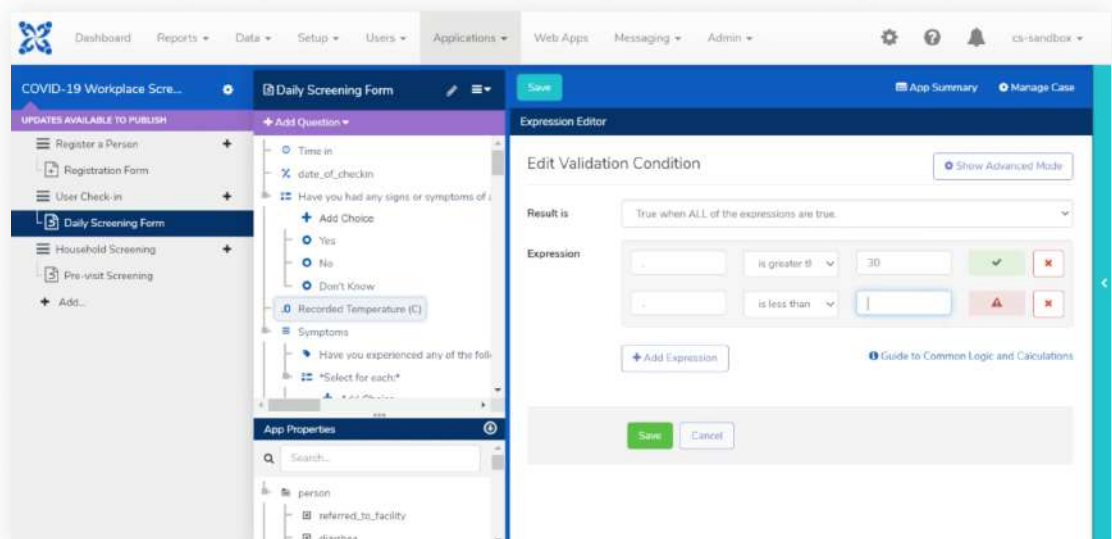 Dashboard Reports Data Setup Users Applications Web Apps Messaging Admin cs-sandbox
COVID-19 Workplace Scre...
UPDATES AVAILABLE TO PUBLISH
Register a Person
Registration Form
User Check-in
Daily Screening Form
Household Screening
Pre-visit Screening
Add...
Daily Screening Form
Add Question
Time in
date_of_checkin
Have you had any signs or symptoms of a
Add Choice
Yes
No
Don't Know
.0 Recorded Temperature (C)
Symptoms
Have you experienced any of the foll
*Select for each:*
Add Choice
App Properties
Search...
person
referred_to_facility
diarrhea
Save
App Summary
Manage Case
Expression Editor
Edit Validation Condition
Show Advanced Mode
Result is
True when ALL of the expressions are true.
Expression
. is greater tl 30
. is less than
Add Expression
Guide to Common Logic and Calculations
Save
Cancel